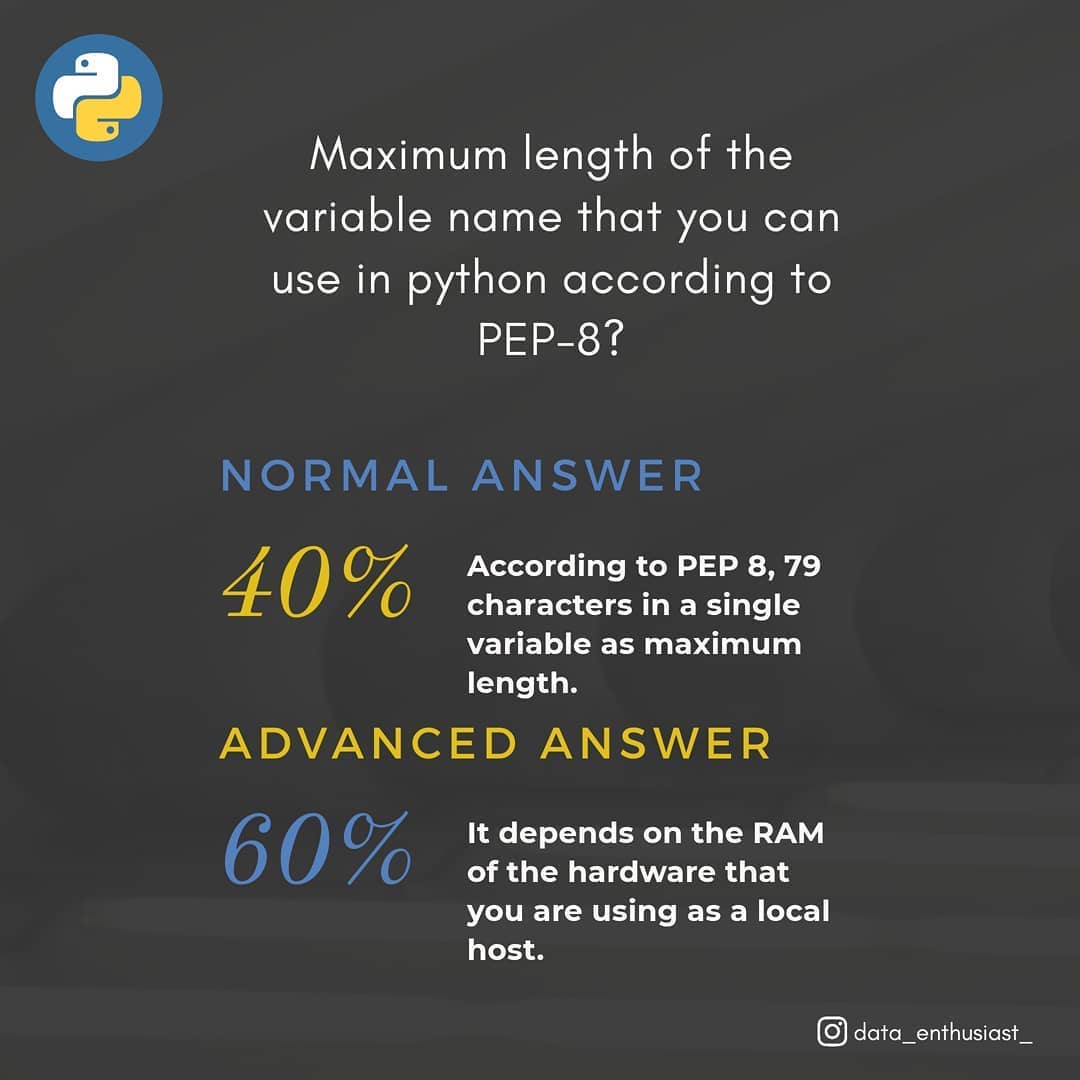 Maximum length of the
variable name that you can
use in python according to
PEP-8?
NORMAL ANSWER
40%
According to PEP 8, 79
characters in a single
variable as maximum
length.
ADVANCED ANSWER
60%
It depends on the RAM
of the hardware that
you are using as a local
host.
data_enthusiast_